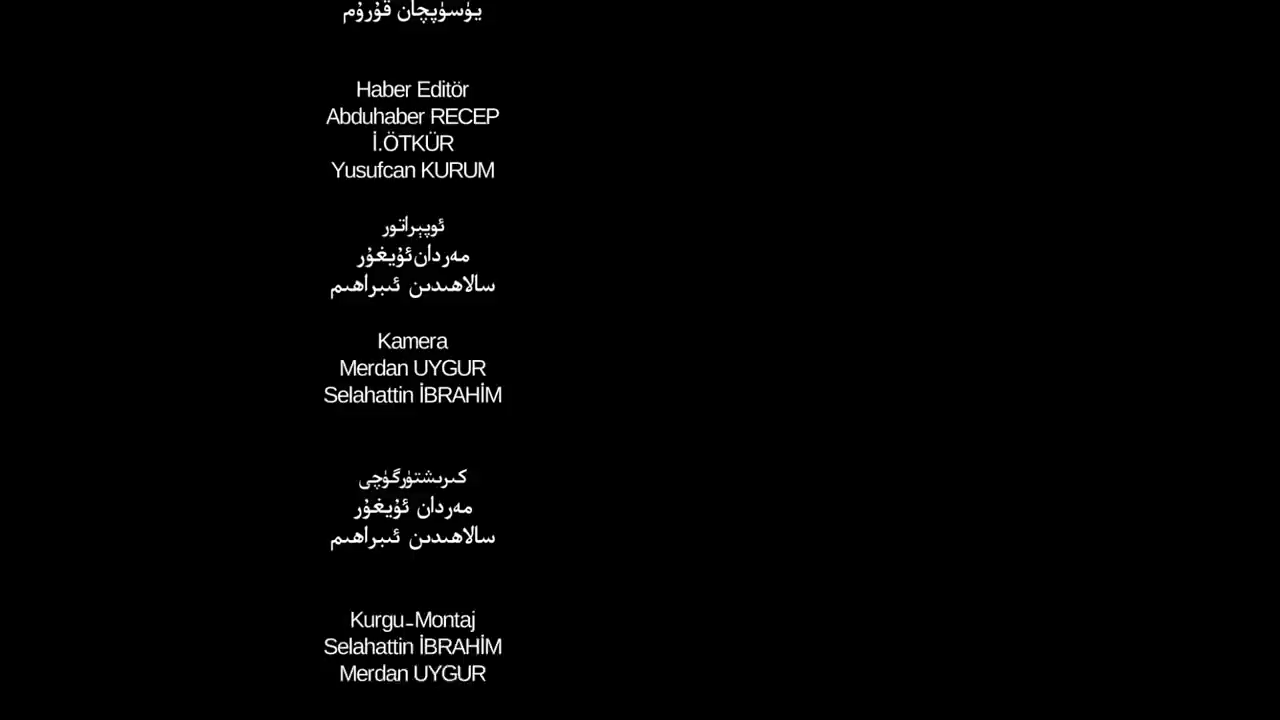 يۈسۈپچان قۇرۇم
Haber Editör
Abduhaber RECEP
İ.ÖTKÜR
Yusufcan KURUM
ئوپېراتور
مەردان ئۇيغۇر
سالاھىدىن ئىبراھىم
Kamera
Merdan UYGUR
Selahattin İBRAHİM
كىرىشتۈرگۈچى
مەردان ئۇيغۇر
سالاھىدىن ئىبراھىم
Kurgu-Montaj
Selahattin İBRAHİM
Merdan UYGUR